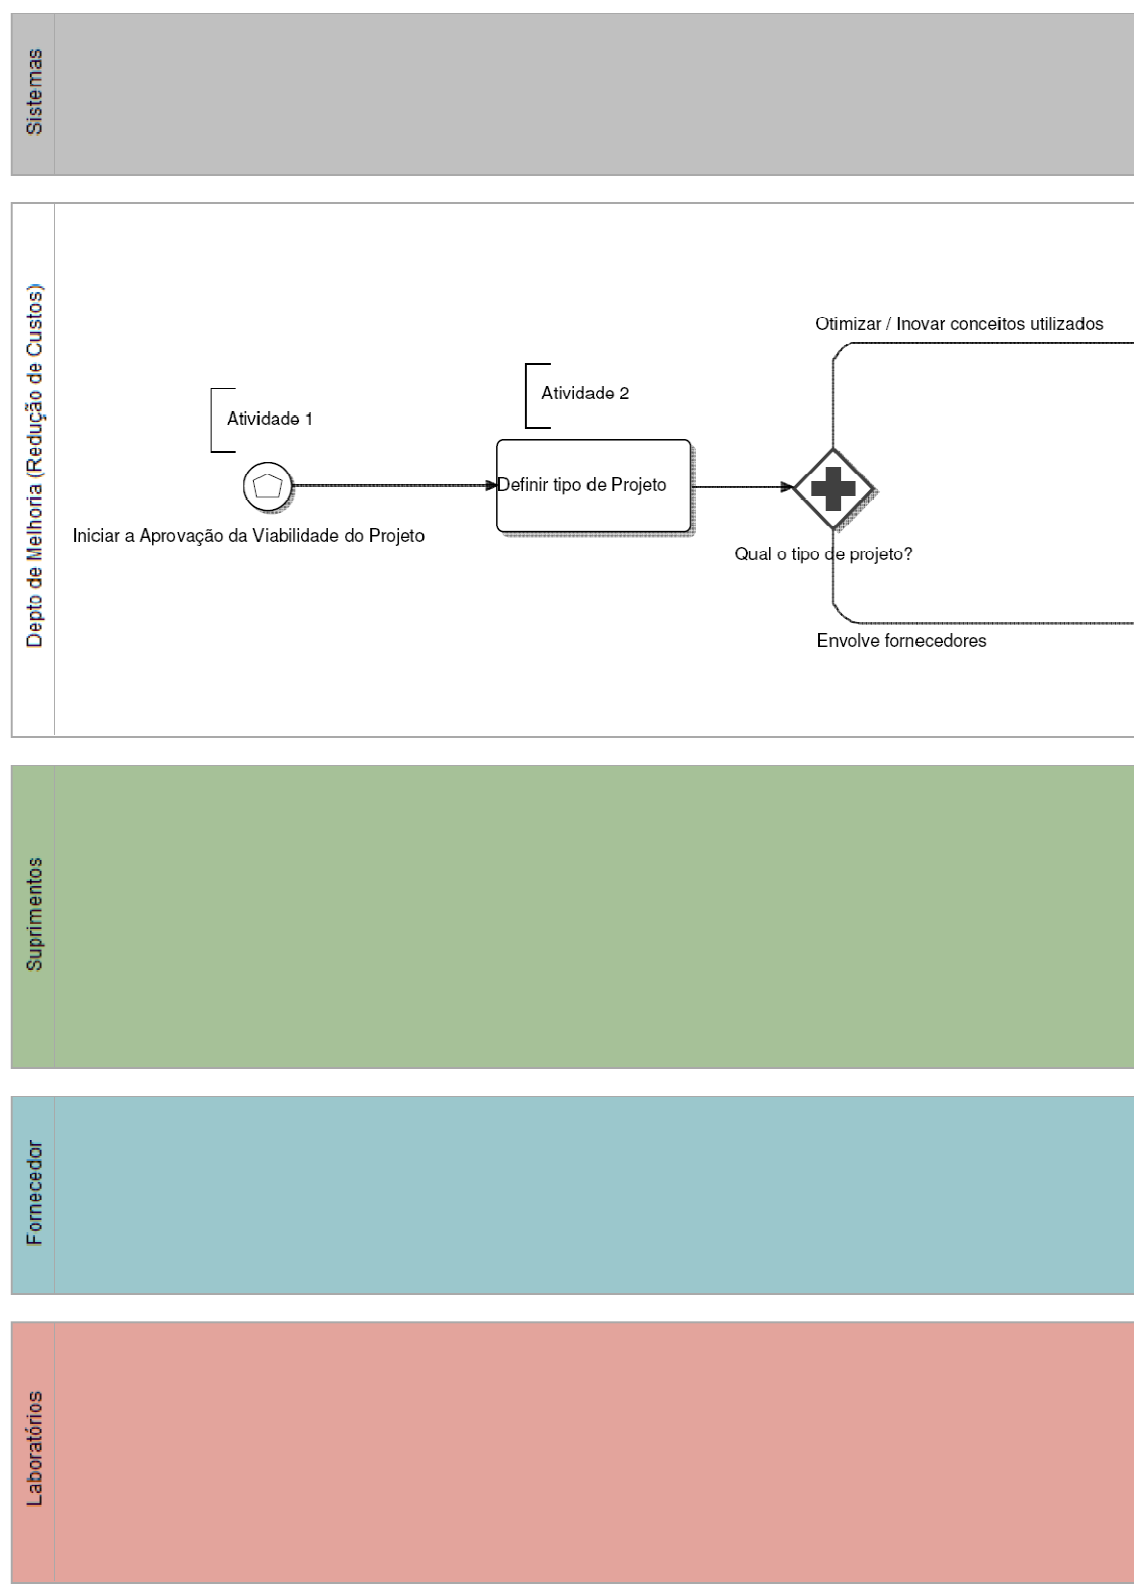 Sistemas
Depto de Melhoria (Redução de Custos)
Otimizar / Inovar conceitos utilizados
Atividade 2
Atividade 1
Definir tipo de Projeto
Iniciar a Aprovação da Viabilidade do Projeto
Qual o tipo de projeto?
Envolve fornecedores
Suprimentos
Fornecedor
Laboratórios